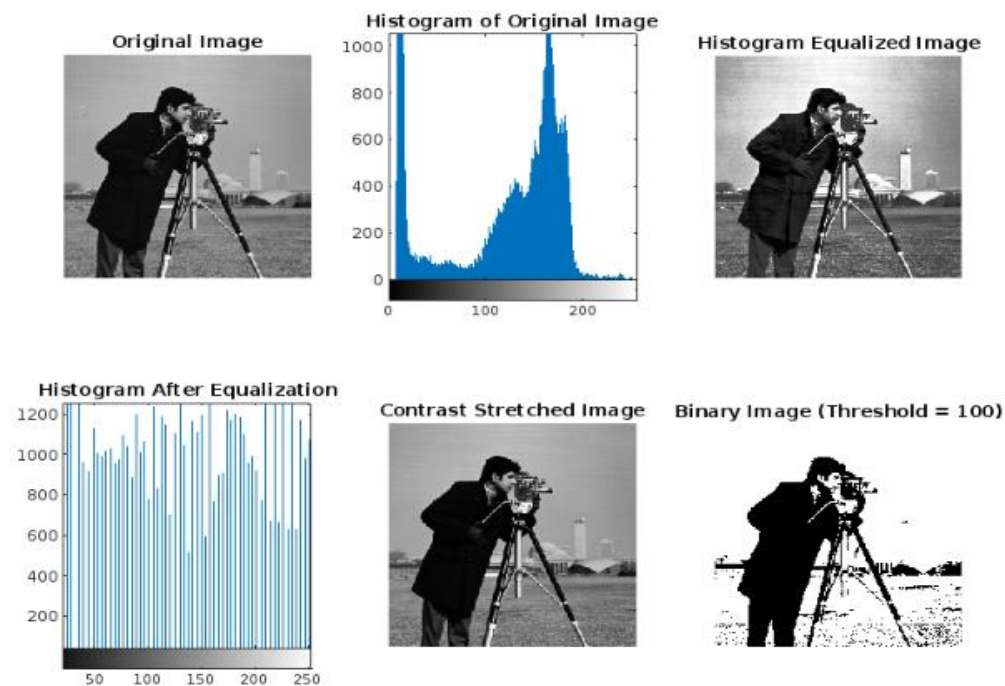 Original Image
Histogram of Original Image
1000
800
600
400
200
0
0 100 200
Histogram Equalized Image
Histogram After Equalization
1200
1000
800
600
400
200
50 100 150 200 250
Contrast Stretched Image
Binary Image (Threshold = 100)